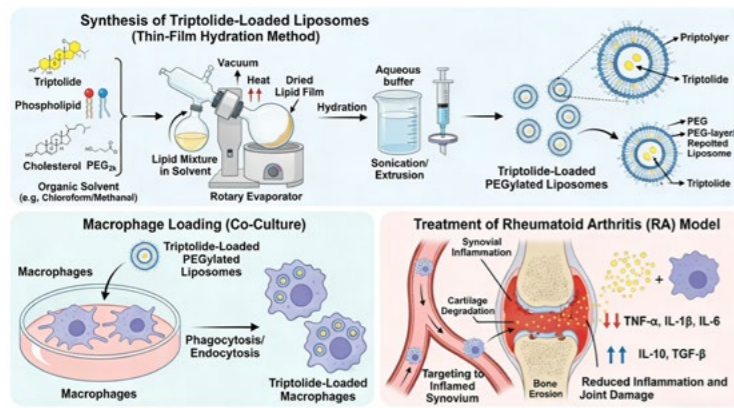 Synthesis of Triptolide-Loaded Liposomes
(Thin-Film Hydration Method)
Triptolide
Phospholipid
Cholesterol PEG2k
Organic Solvent
(e.g, Chloroform/Methanal)
Vacuum
Heat
Dried
Lipid Film
Lipid Mixture
in Solvent
Rotary Evaporator
Hydration
Aqueous
buffer
Sonication/
Extrusion
Triptolide-Loaded
PEGylated Liposomes
Priptolyer
Triptolide
PEG
PEG-layer/
Repolted
Liposome
Triptolide
Macrophage Loading (Co-Culture)
Triptolide-Loaded
PEGylated
Liposomes
Macrophages
Phagocytosis/
Endocytosis
Macrophages
Triptolide-Loaded
Macrophages
Treatment of Rheumatoid Arthritis (RA) Model
Synovial
Inflammation
Cartilage
Degradation
Targeting to
Inflamed
Synovium
Bone
Erosion
+
↓↓ TNF-α, IL-1β, IL-6
↑↑ IL-10, TGF-β
Reduced Inflammation and
Joint Damage